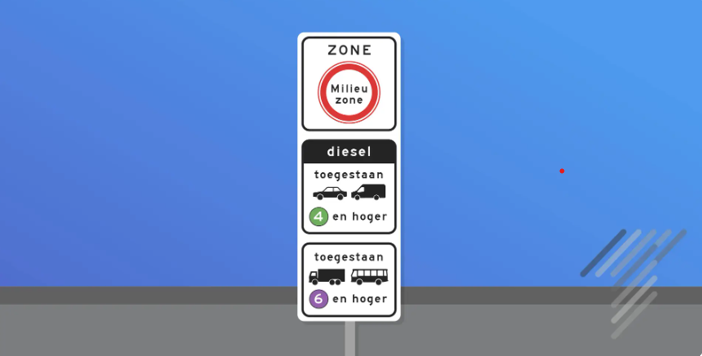 ZONE
Milieu
zone
diesel
toegestaan
4 en hoger
toegestaan
6 en hoger